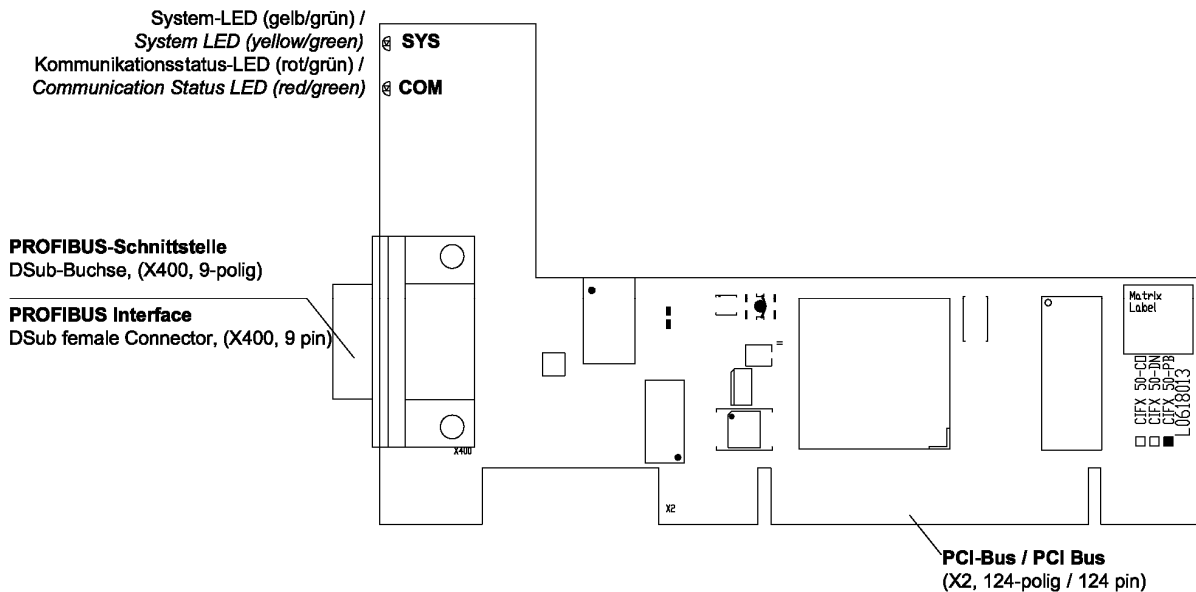 System-LED (gelb/grün) /
System LED (yellow/green)
SYS
Kommunikationsstatus-LED (rot/grün) /
Communication Status LED (red/green)
COM
PROFIBUS-Schnittstelle
DSub-Buchse, (X400, 9-polig)
PROFIBUS Interface
DSub female Connector, (X400, 9 pin)
X400
X2
Matrix
Label
CIFX 50-CO
CIFX 50-DN
CIFX 50-PB
L0618013
PCI-Bus / PCI Bus
(X2, 124-polig / 124 pin)